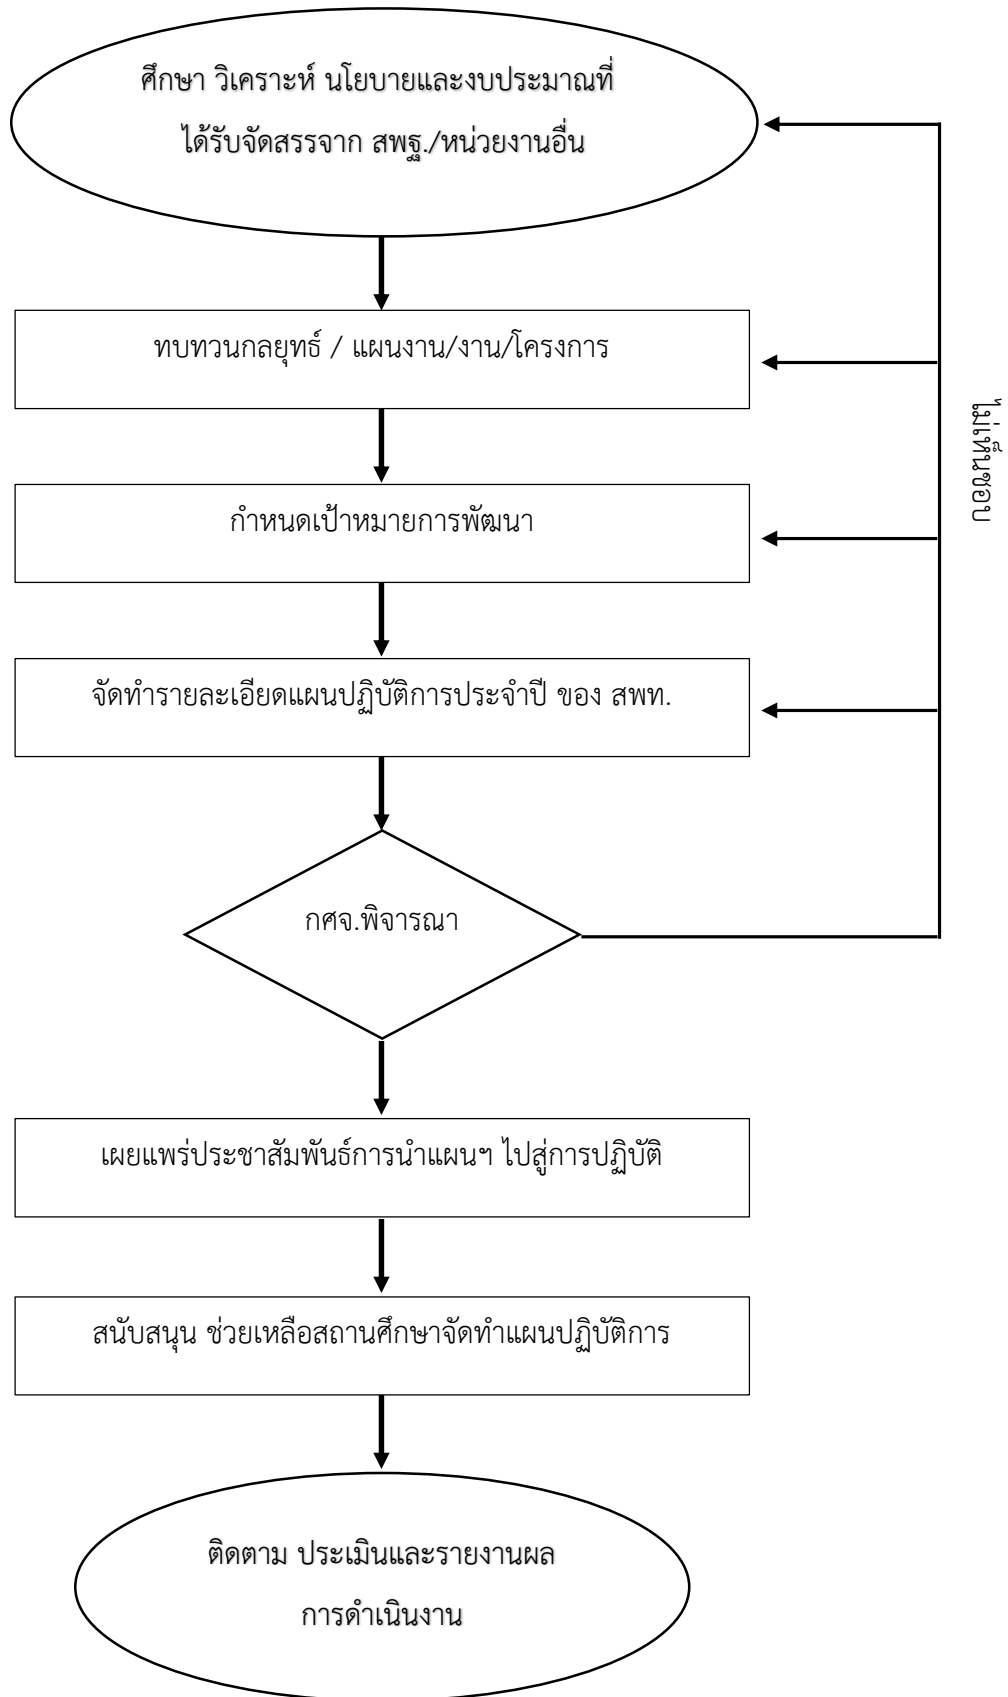 ศึกษา วิเคราะห์ นโยบายและงบประมาณที่
ได้รับจัดสรรจาก สพฐ./หน่วยงานอื่น
ทบทวนกลยุทธ์ / แผนงาน/งาน/โครงการ
ไม่เห็นชอบ
กำหนดเป้าหมายการพัฒนา
จัดทำรายละเอียดแผนปฏิบัติการประจำปี ของ สพท.
กศจ.พิจารณา
เผยแพร่ประชาสัมพันธ์การนำแผนฯ ไปสู่การปฏิบัติ
สนับสนุน ช่วยเหลือสถานศึกษาจัดทำแผนปฏิบัติการ
ติดตาม ประเมินและรายงานผล
การดำเนินงาน